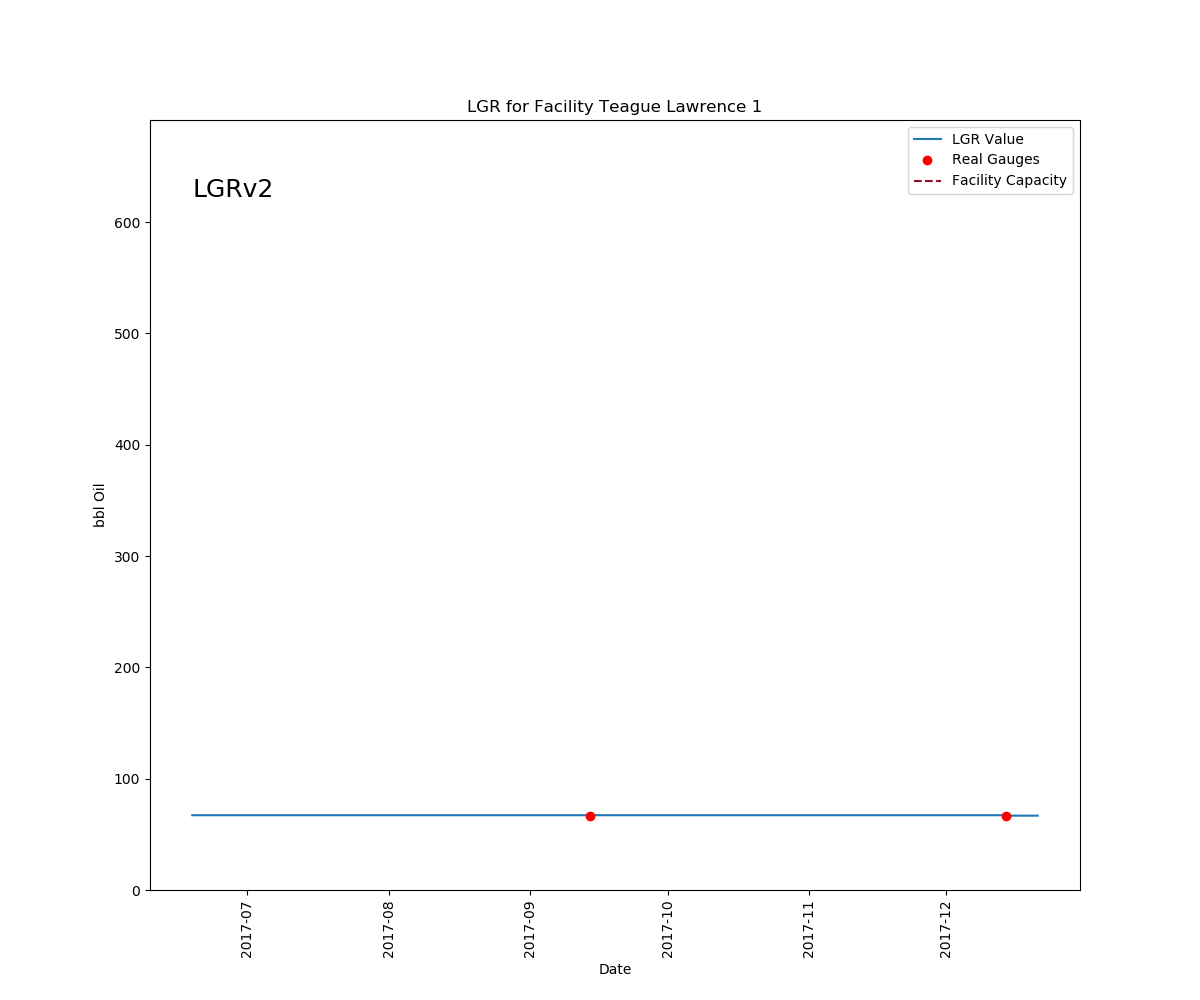 LGR for Facility Teague Lawrence 1
LGRv2
LGR Value
Real Gauges
Facility Capacity
bbl Oil
600
500
400
300
200
100
0
2017-07
2017-08
2017-09
2017-10
2017-11
2017-12
Date